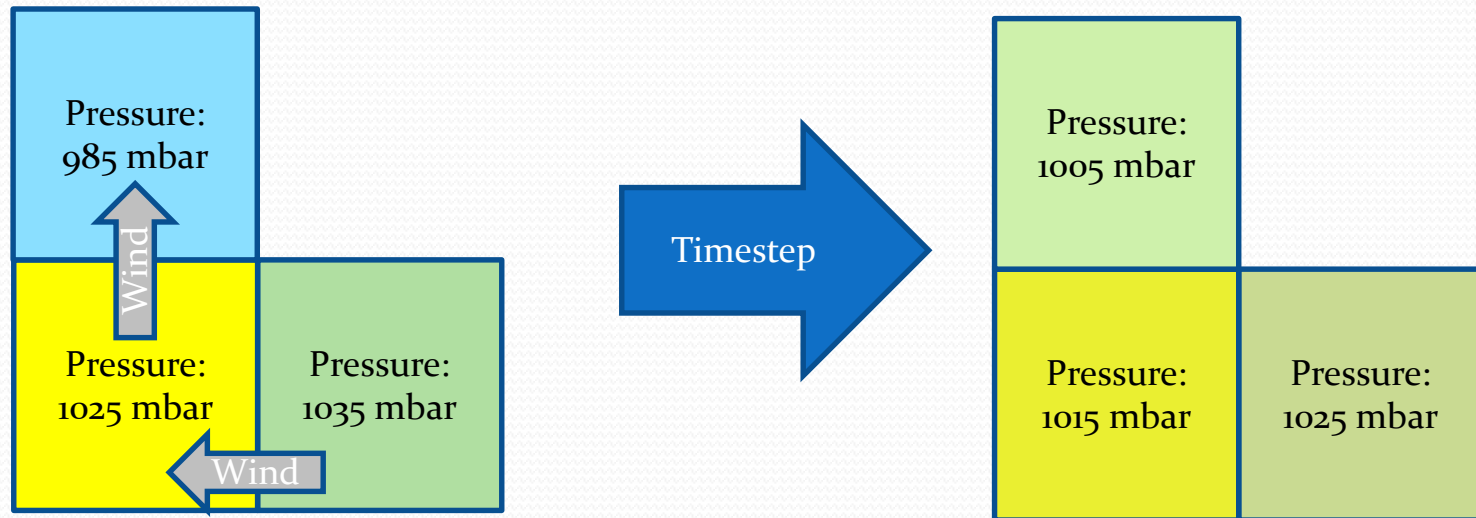 Pressure:
985 mbar
Wind
Pressure:
1025 mbar
Pressure:
1035 mbar
Wind
Timestep
Pressure:
1005 mbar
Pressure:
1015 mbar
Pressure:
1025 mbar